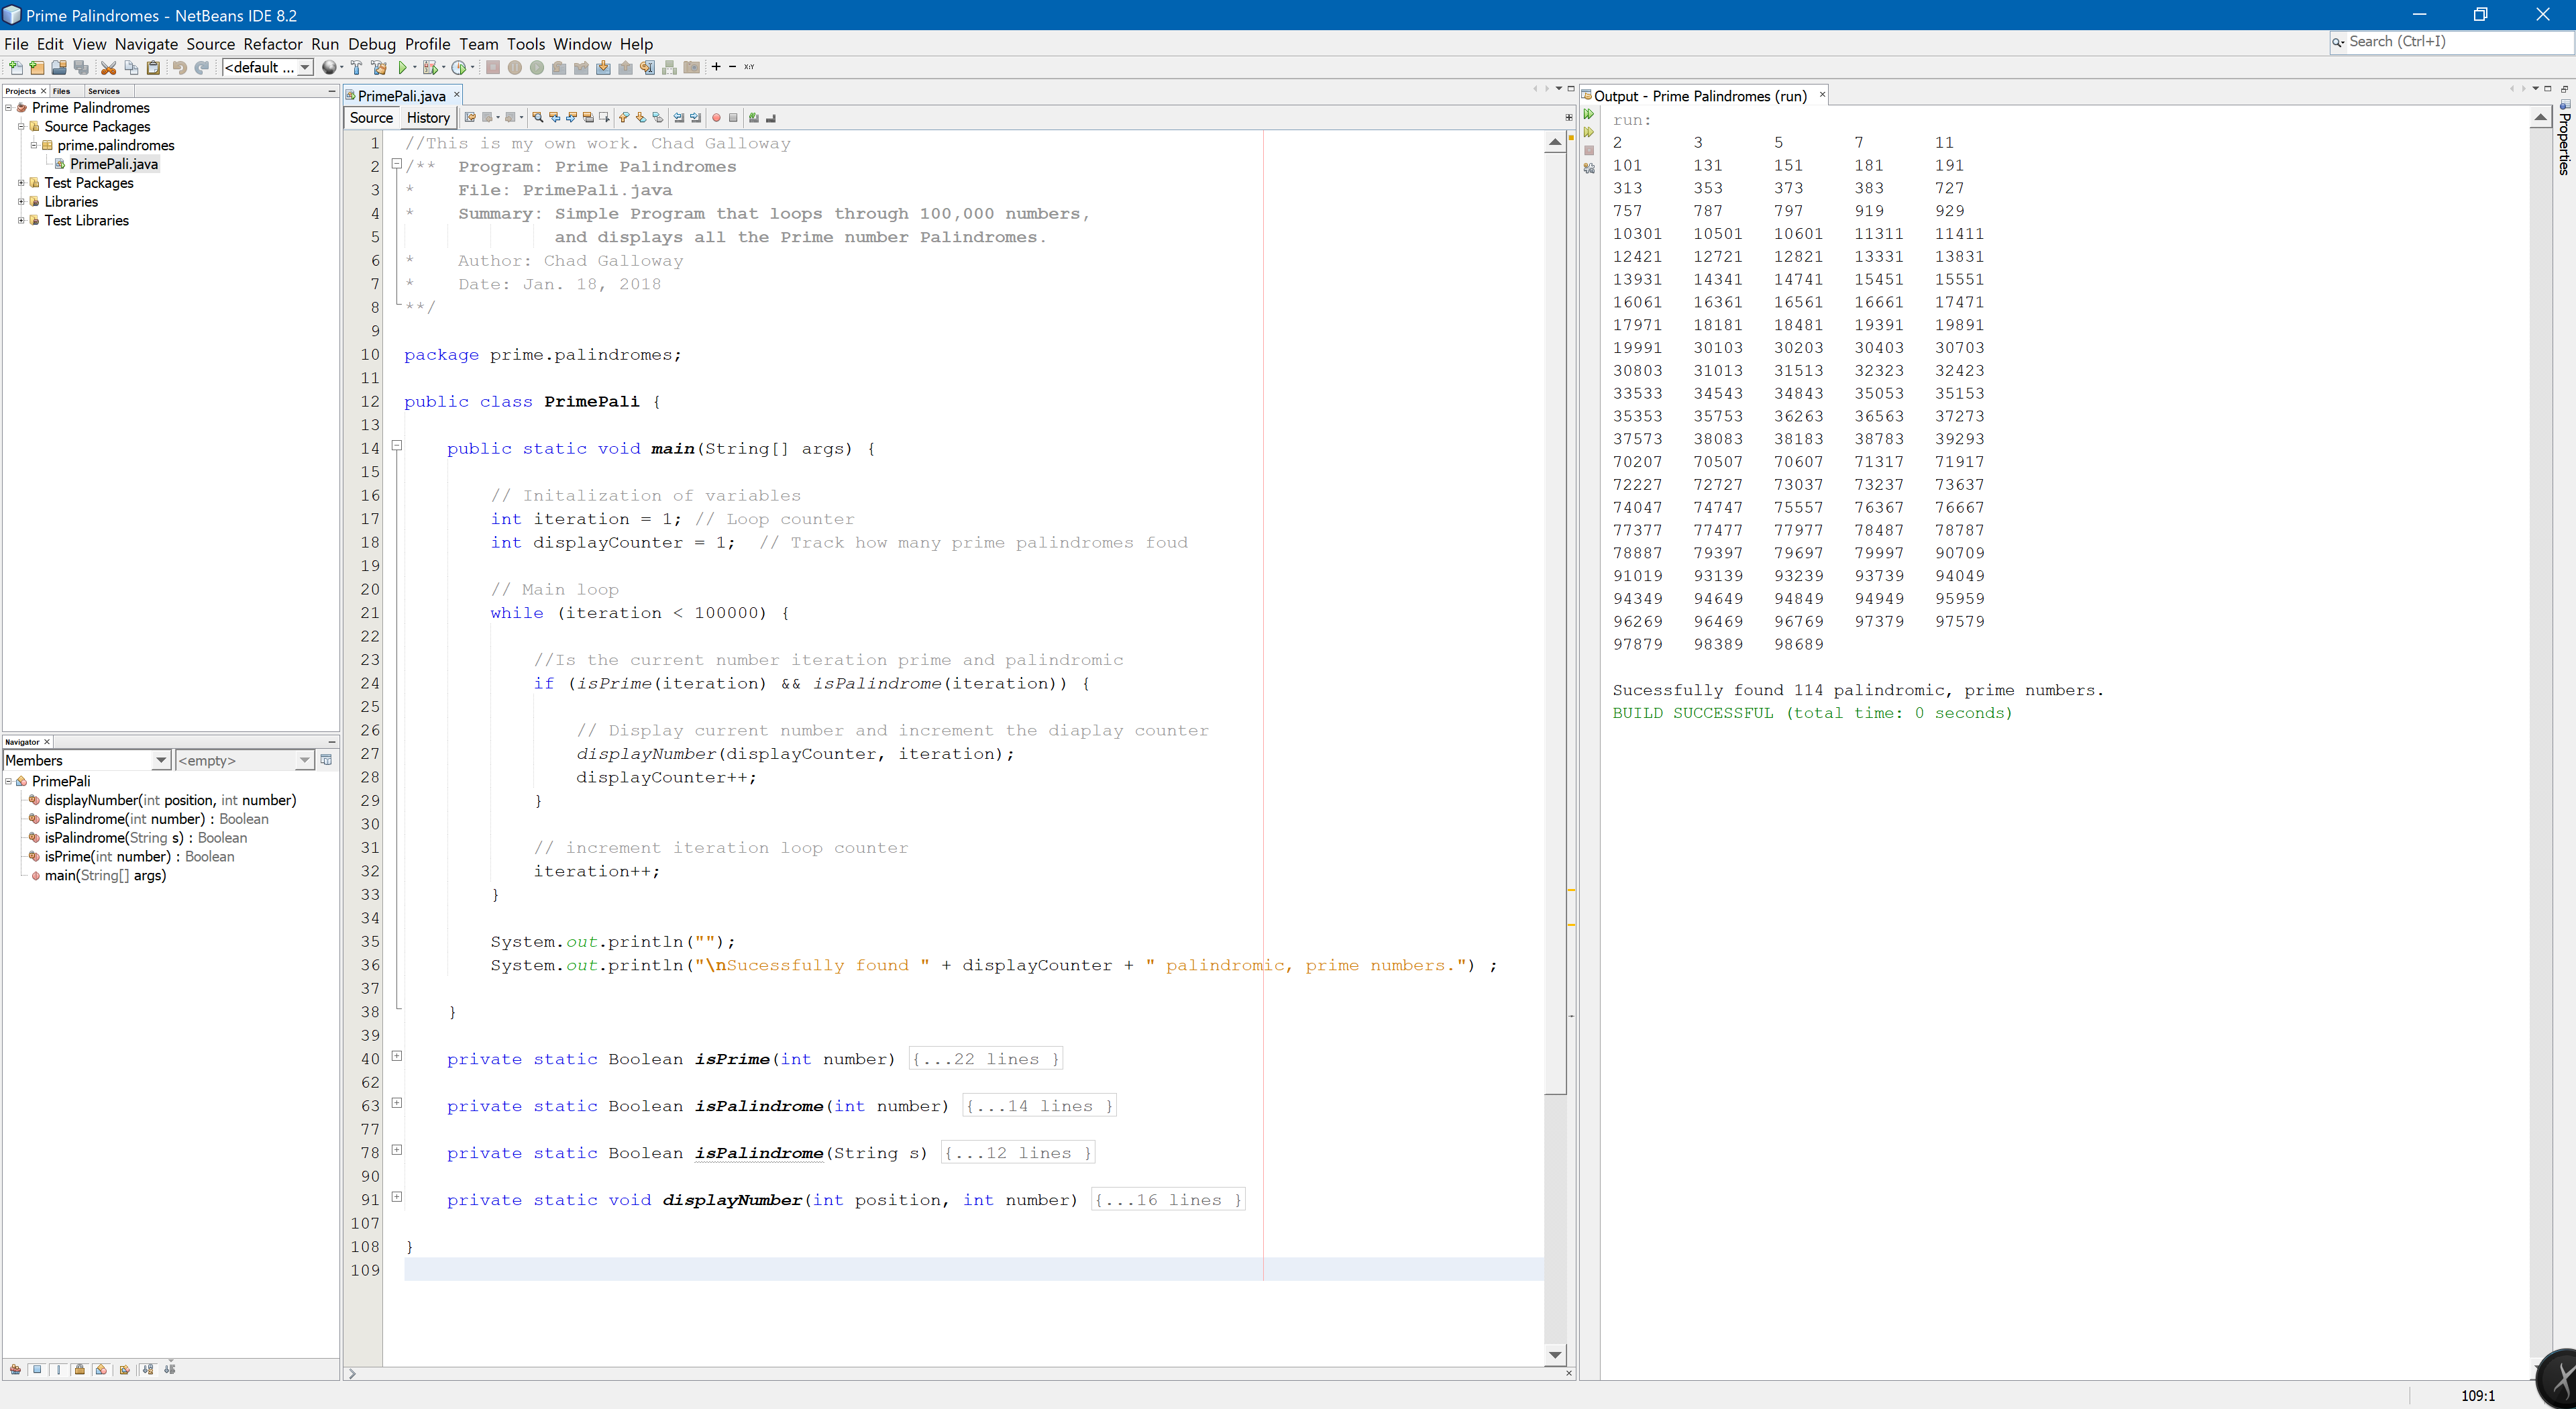 Prime Palindromes - NetBeans IDE 8.2
File Edit View Navigate Source Refactor Run Debug Profile Team Tools Window Help
Search (Ctrl+I)
<default ...
Projects Files Services
Prime Palindromes
Source Packages
prime.palindromes
PrimePali.java
Test Packages
Libraries
Test Libraries
Navigator
Members <empty>
PrimePali
displayNumber(int position, int number)
isPalindrome(int number) : Boolean
isPalindrome(String s) : Boolean
isPrime(int number) : Boolean
main(String[] args)
PrimePali.java
Source History
1 //This is my own work. Chad Galloway
2 /** Program: Prime Palindromes
3 * File: PrimePali.java
4 * Summary: Simple Program that loops through 100,000 numbers,
5 and displays all the Prime number Palindromes.
6 * Author: Chad Galloway
7 * Date: Jan. 18, 2018
8 **/
9
10 package prime.palindromes;
11
12 public class PrimePali {
13
14 public static void main(String[] args) {
15
16 // Initalization of variables
17 int iteration = 1; // Loop counter
18 int displayCounter = 1; // Track how many prime palindromes foud
19
20 // Main loop
21 while (iteration < 100000) {
22
23 //Is the current number iteration prime and palindromic
24 if (isPrime(iteration) && isPalindrome(iteration)) {
25
26 // Display current number and increment the diaplay counter
27 displayNumber(displayCounter, iteration);
28 displayCounter++;
29 }
30
31 // increment iteration loop counter
32 iteration++;
33 }
34
35 System.out.println("");
36 System.out.println("\nSucessfully found " + displayCounter + " palindromic, prime numbers.") ;
37
38 }
39
40 private static Boolean isPrime(int number) {...22 lines }
62
63 private static Boolean isPalindrome(int number) {...14 lines }
77
78 private static Boolean isPalindrome(String s) {...12 lines }
90
91 private static void displayNumber(int position, int number) {...16 lines }
107
108 }
109
Output - Prime Palindromes (run)
run:
2 3 5 7 11
101 131 151 181 191
313 353 373 383 727
757 787 797 919 929
10301 10501 10601 11311 11411
12421 12721 12821 13331 13831
13931 14341 14741 15451 15551
16061 16361 16561 16661 17471
17971 18181 18481 19391 19891
19991 30103 30203 30403 30703
30803 31013 31513 32323 32423
33533 34543 34843 35053 35153
35353 35753 36263 36563 37273
37573 38083 38183 38783 39293
70207 70507 70607 71317 71917
72227 72727 73037 73237 73637
74047 74747 75557 76367 76667
77377 77477 77977 78487 78787
78887 79397 79697 79997 90709
91019 93139 93239 93739 94049
94349 94649 94849 94949 95959
96269 96469 96769 97379 97579
97879 98389 98689
Sucessfully found 114 palindromic, prime numbers.
BUILD SUCCESSFUL (total time: 0 seconds)
Properties
109:1